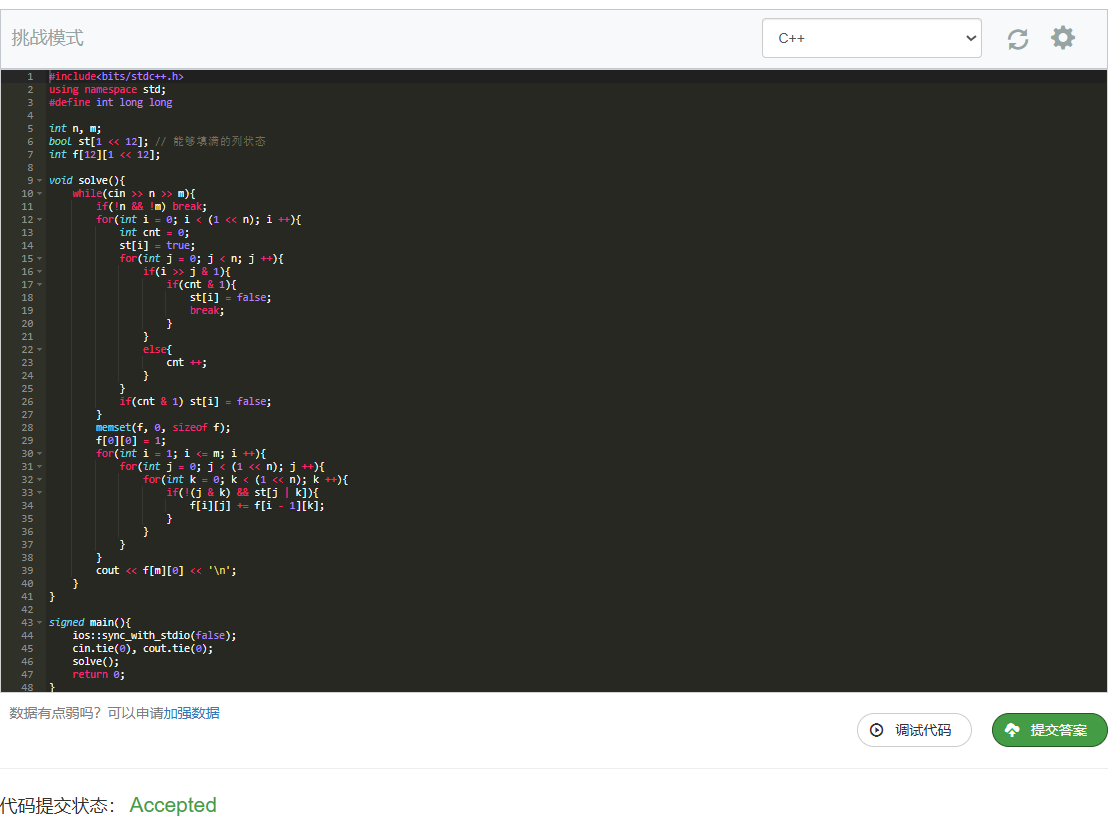 挑战模式
C++
1 #include<bits/stdc++.h>
2 using namespace std;
3 #define int long long
4
5 int n, m;
6 bool st[1 << 12]; // 能够填满的列状态
7 int f[12][1 << 12];
8
9 void solve(){
10     while(cin >> n >> m){
11         if(!n && !m) break;
12         for(int i = 0; i < (1 << n); i ++){
13             int cnt = 0;
14             st[i] = true;
15             for(int j = 0; j < n; j ++){
16                 if(i >> j & 1){
17                     if(cnt & 1){
18                         st[i] = false;
19                         break;
20                     }
21                 }
22                 else{
23                     cnt ++;
24                 }
25             }
26             if(cnt & 1) st[i] = false;
27         }
28         memset(f, 0, sizeof f);
29         f[0][0] = 1;
30         for(int i = 1; i <= m; i ++){
31             for(int j = 0; j < (1 << n); j ++){
32                 for(int k = 0; k < (1 << n); k ++){
33                     if(!(j & k) && st[j | k]){
34                         f[i][j] += f[i - 1][k];
35                     }
36                 }
37             }
38         }
39         cout << f[m][0] << '\n';
40     }
41 }
42
43 signed main(){
44     ios::sync_with_stdio(false);
45     cin.tie(0), cout.tie(0);
46     solve();
47     return 0;
48 }
数据有点弱吗？可以申请加强数据
调试代码
提交答案
代码提交状态： Accepted